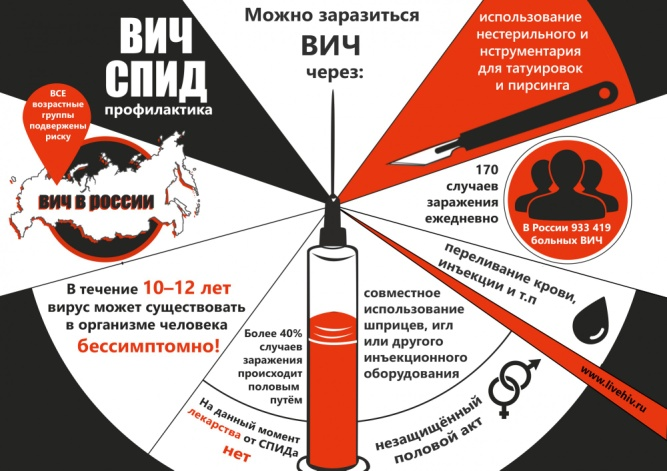 ВИЧ
СПИД
профилактика
ВСЕ
возрастные
группы
подвержены
риску
вич в россии
Можно заразиться
ВИЧ
через:
использование
нестерильного и
нструментария
для татуировок
и пирсинга
170
случаев
заражения
ежедневно
В России 933 419
больных ВИЧ
переливание крови,
инъекции и т.п
www.livehiv.ru
В течение 10–12 лет
вирус может существовать
в организме человека
бессимптомно!
Более 40%
случаев
заражения
происходит
половым
путём
совместное
использование
шприцев, игл
или другого
инъекционного
оборудования
незащищённый
половой акт
На данный момент
лекарства от СПИДа
нет